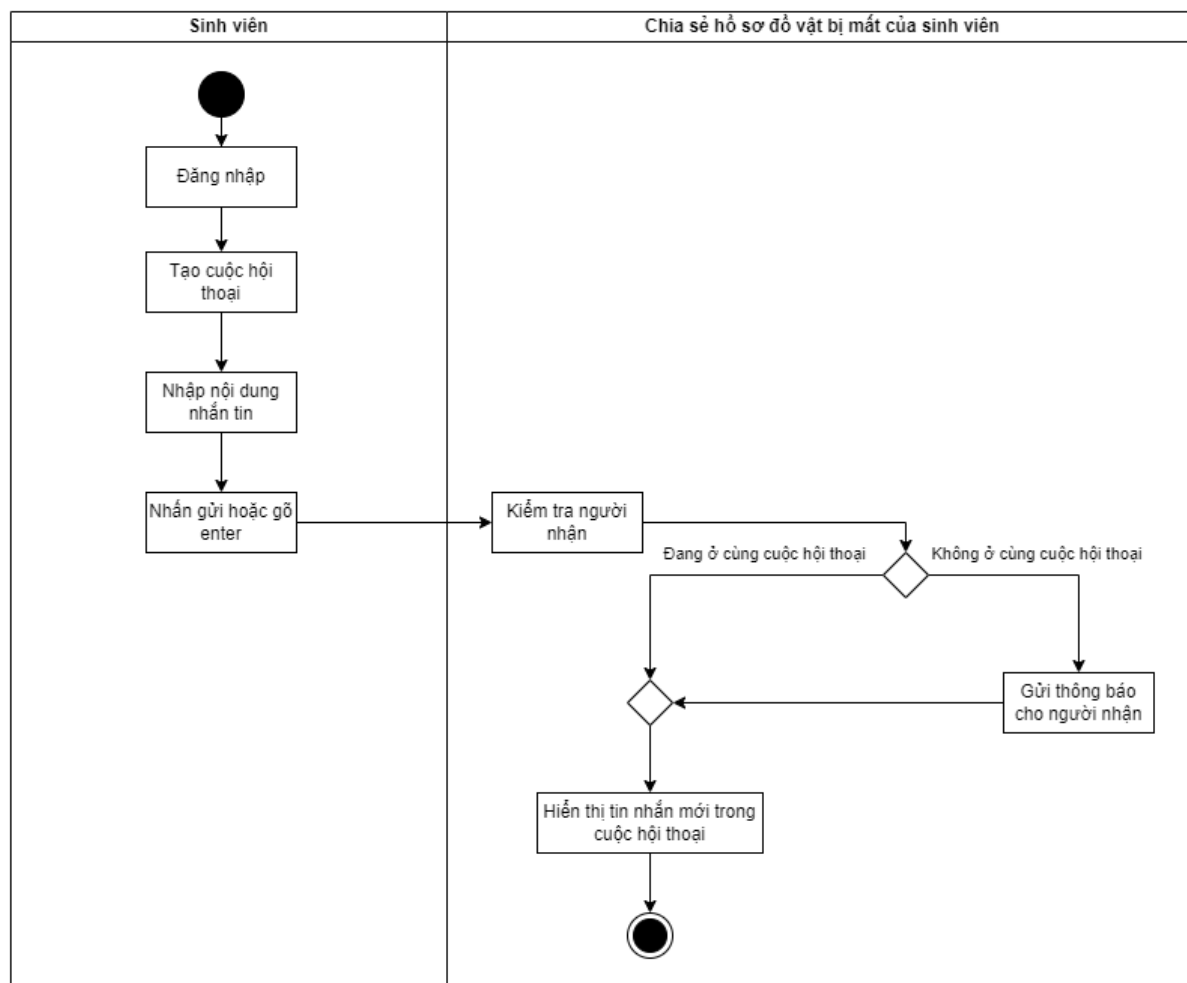 Sinh viên
Chia sẻ hồ sơ đồ vật bị mất của sinh viên
Đăng nhập
Tạo cuộc hội
thoại
Nhập nội dung
nhắn tin
Nhấn gửi hoặc gõ
enter
Kiểm tra người
nhận
Đang ở cùng cuộc hội thoại
Không ở cùng cuộc hội thoại
Gửi thông báo
cho người nhận
Hiển thị tin nhắn mới trong
cuộc hội thoại